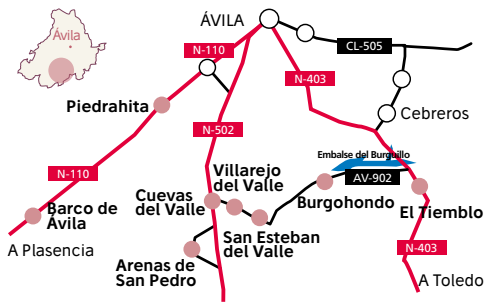 ÁVILA
Ávila
N-110
CL-505
N-403
Piedrahita
Cebreros
N-502
Embalse del Burguillo
Villarejo
del Valle
N-110
AV-902
Cuevas
del Valle
Burgohondo
El Tiemblo
Barco de
Ávila
San Esteban
del Valle
A Plasencia
N-403
Arenas de
San Pedro
A Toledo